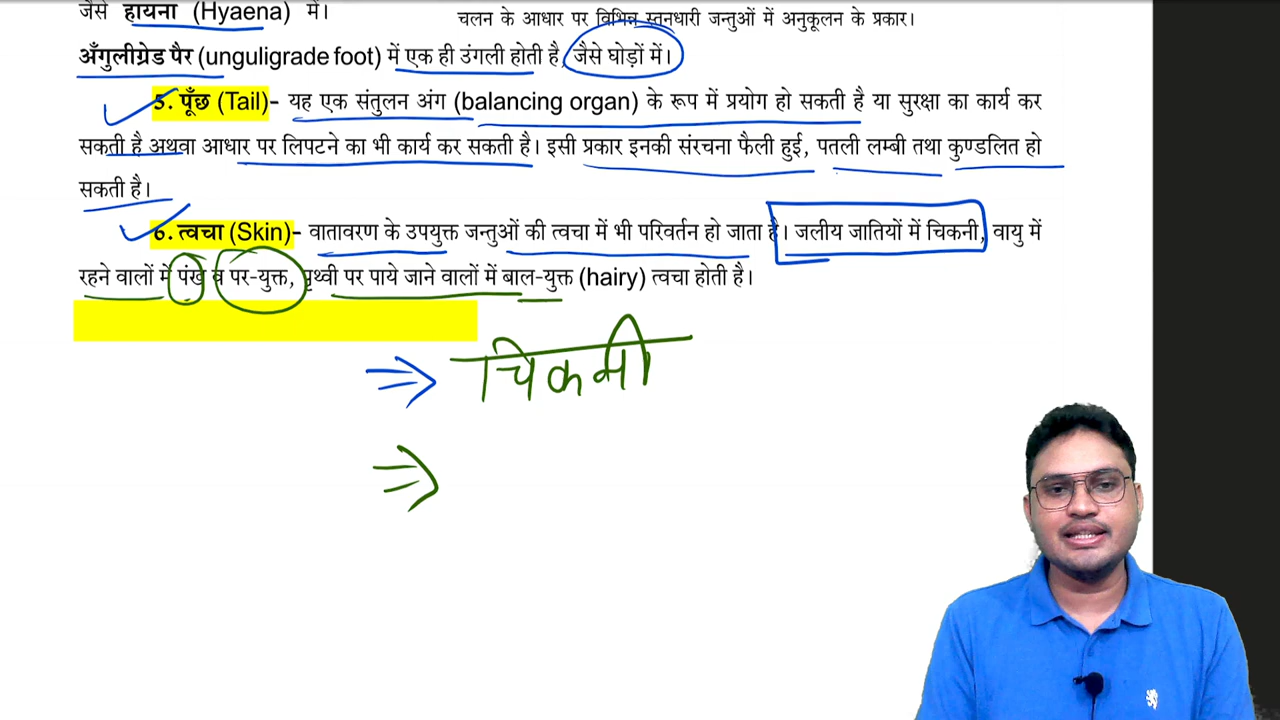 जैसे हायना (Hyaena) में।
चलन के आधार पर विभिन्न स्तनधारी जन्तुओं में अनुकूलन के प्रकार।
अँगुलीग्रेड पैर (unguligrade foot) में एक ही उंगली होती है, जैसे घोड़ों में।
5. पूँछ (Tail)- यह एक संतुलन अंग (balancing organ) के रूप में प्रयोग हो सकती है या सुरक्षा का कार्य कर
सकती है अथवा आधार पर लिपटने का भी कार्य कर सकती है। इसी प्रकार इनकी संरचना फैली हुई, पतली लम्बी तथा कुण्डलित हो
सकती है।
6. त्वचा (Skin)- वातावरण के उपयुक्त जन्तुओं की त्वचा में भी परिवर्तन हो जाता है। जलीय जातियों में चिकनी, वायु में
रहने वालों में पंख व पर-युक्त, पृथ्वी पर पाये जाने वालों में बाल-युक्त (hairy) त्वचा होती है।
⇒ चिकनी
⇒